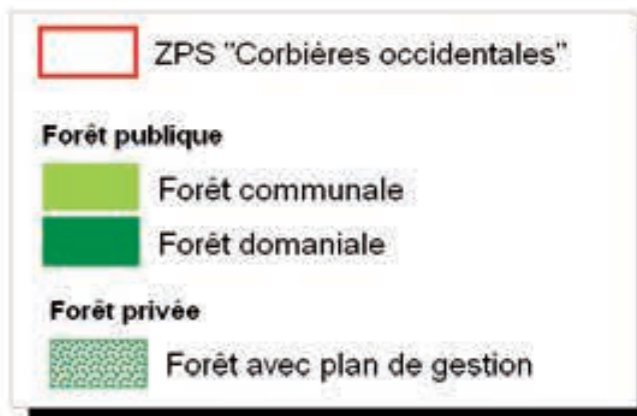 ZPS "Corbières occidentales"
Forêt publique
Forêt communale
Forêt domaniale
Forêt privée
Forêt avec plan de gestion